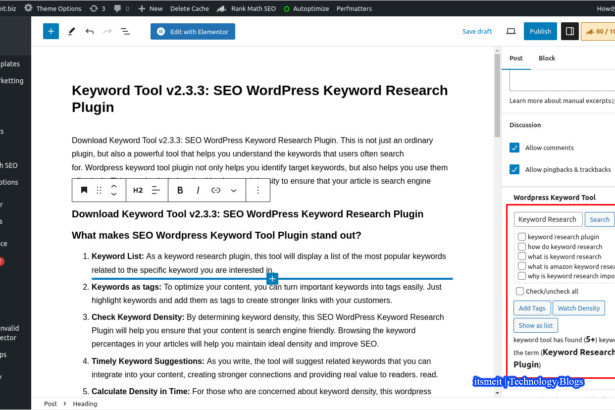 eit.biz Theme Options 3 0 New Delete Cache Rank Math SEO Autoptimize Perfmatters Howdy
Edit with Elementor Save draft Publish 80 / 10
Post Block
Learn more about manual excerpts
Discussion
Allow comments
Allow pingbacks & trackbacks
Keyword Tool v2.3.3: SEO WordPress Keyword Research
Plugin
Download Keyword Tool v2.3.3: SEO WordPress Keyword Research Plugin. This is not just an ordinary
plugin, but also a powerful tool that helps you understand the keywords that users often search
for. Wordpress keyword tool plugin not only helps you identify target keywords, but also helps you use them
sity to ensure that your article is search engine
H2 B I
Download Keyword Tool v2.3.3: SEO WordPress Keyword Research Plugin
What makes SEO WordPress Keyword Tool Plugin stand out?
1. Keyword List: As a keyword research plugin, this tool will display a list of the most popular keywords
related to the specific keyword you are interested in.
2. Keywords as tags: To optimize your content, you can turn important keywords into tags easily. Just
highlight keywords and add them as tags to create stronger links with your customers.
3. Check Keyword Density: By determining keyword density, this SEO WordPress Keyword Research
Plugin will help you ensure that your content is search engine friendly. Browsing the keyword
percentages in your articles will help you maintain ideal density and improve SEO.
4. Timely Keyword Suggestions: As you write, the tool will suggest related keywords that you can
integrate into your content, creating stronger connections and providing real value to readers. read.
5. Calculate Density in Time: For those who are concerned about keyword density, this wordpress
Wordpress Keyword Tool
Keyword Research Search
keyword research plugin
how do keyword research
what is keyword research
what is amazon keyword resea
why is keyword research impo
Check/uncheck all
Add Tags Watch Density
Show as list
keyword tool has found (5+) keyw
the term (Keyword Research
Plugin)
itsmeit | Technology Blogs
Post > Heading
plates
rketting
h SEO
ptions
ce
nvalid
ector
ps
y